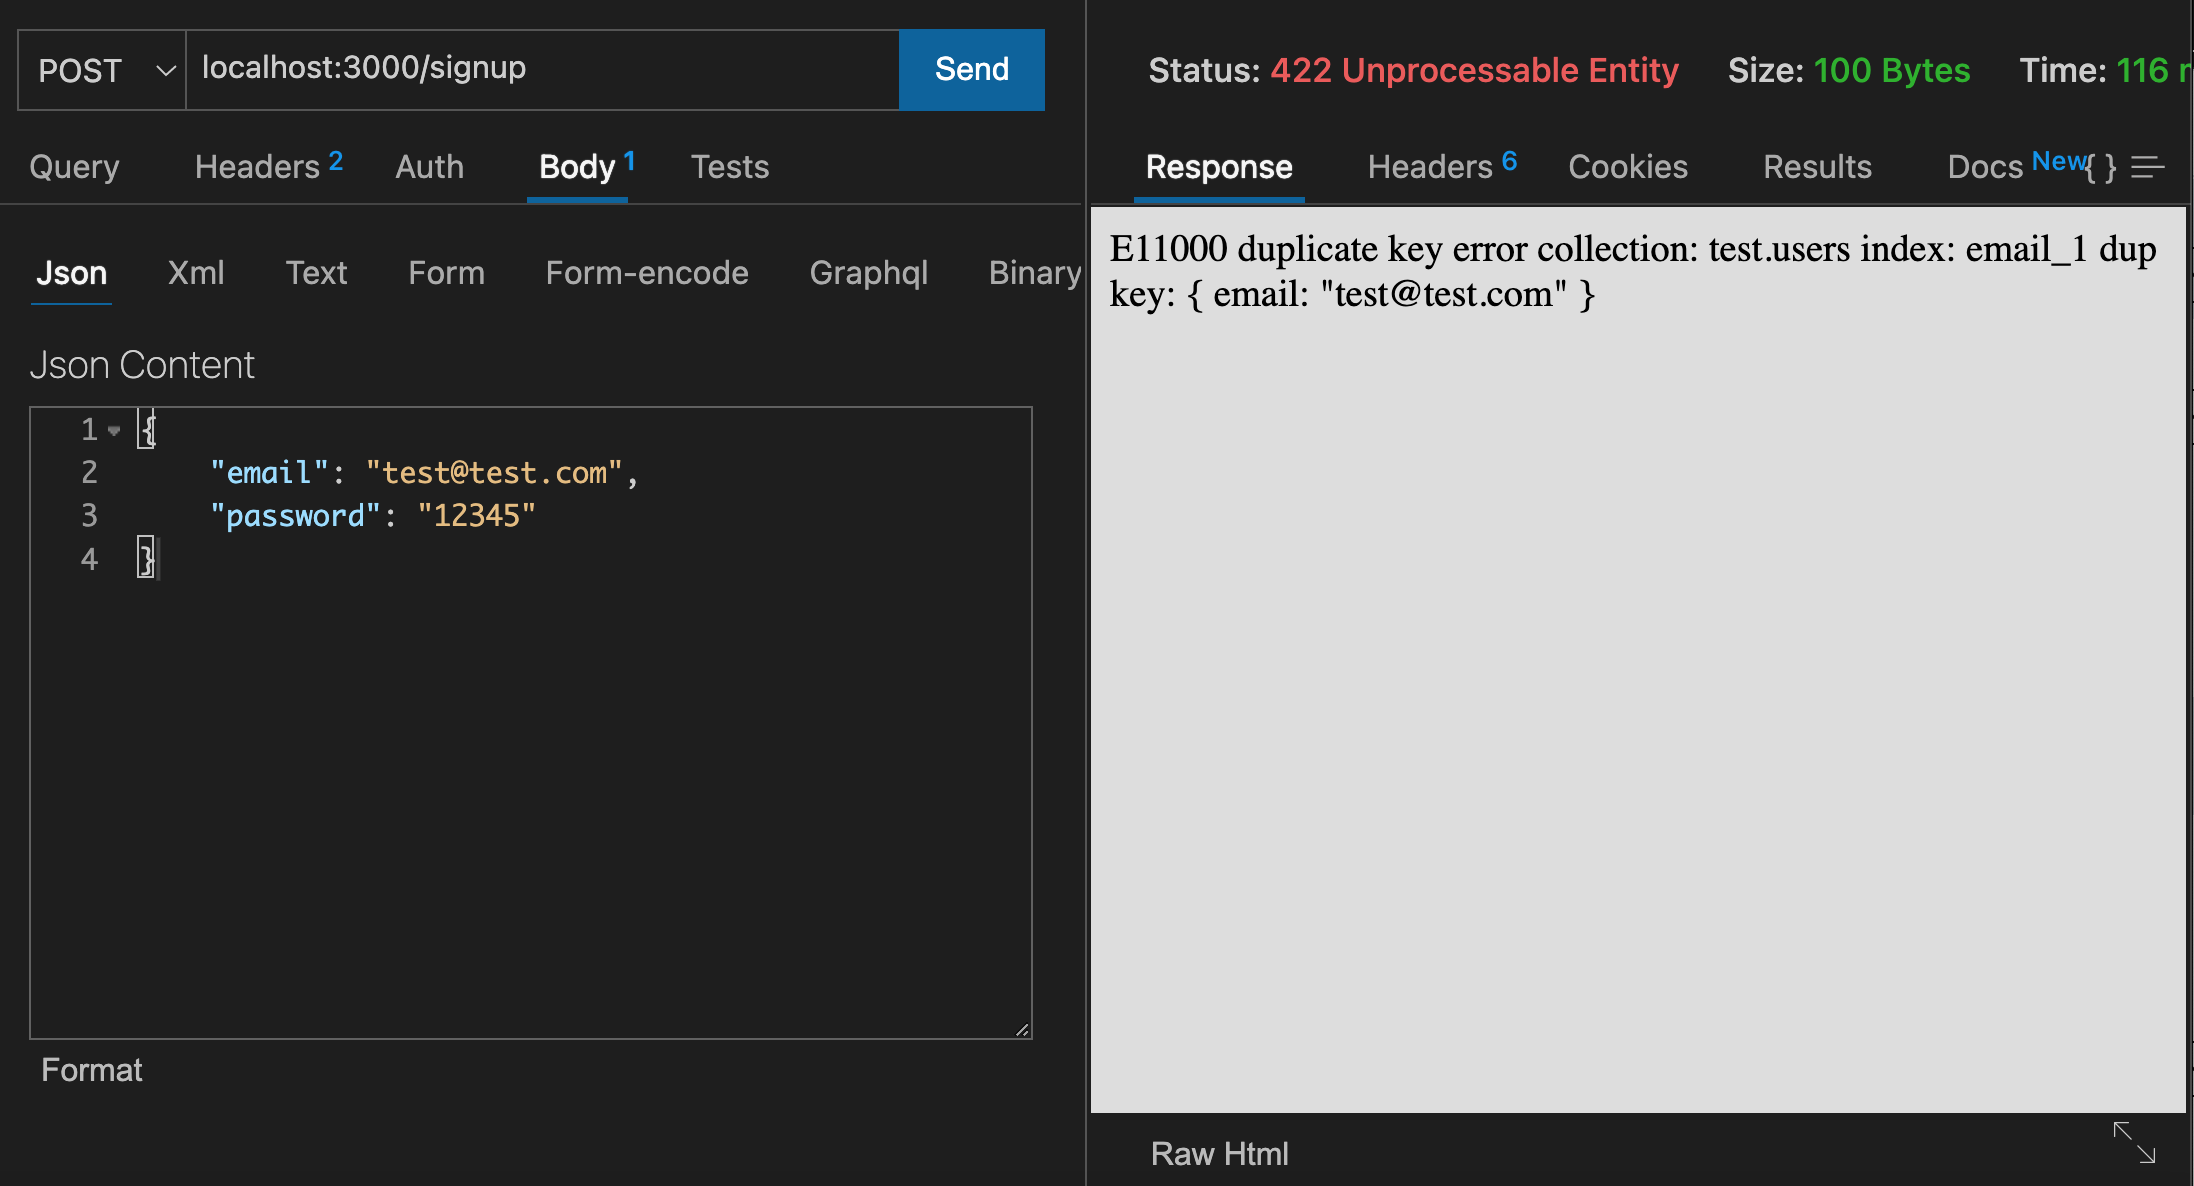 POST localhost:3000/signup Send
Query Headers 2 Auth Body 1 Tests
Json Xml Text Form Form-encode Graphql Binary
Json Content
1 {
2 "email": "test@test.com",
3 "password": "12345"
4 }
Format
Status: 422 Unprocessable Entity Size: 100 Bytes Time: 116
Response Headers 6 Cookies Results Docs New { }
E11000 duplicate key error collection: test.users index: email_1 dup
key: { email: "test@test.com" }
Raw Html